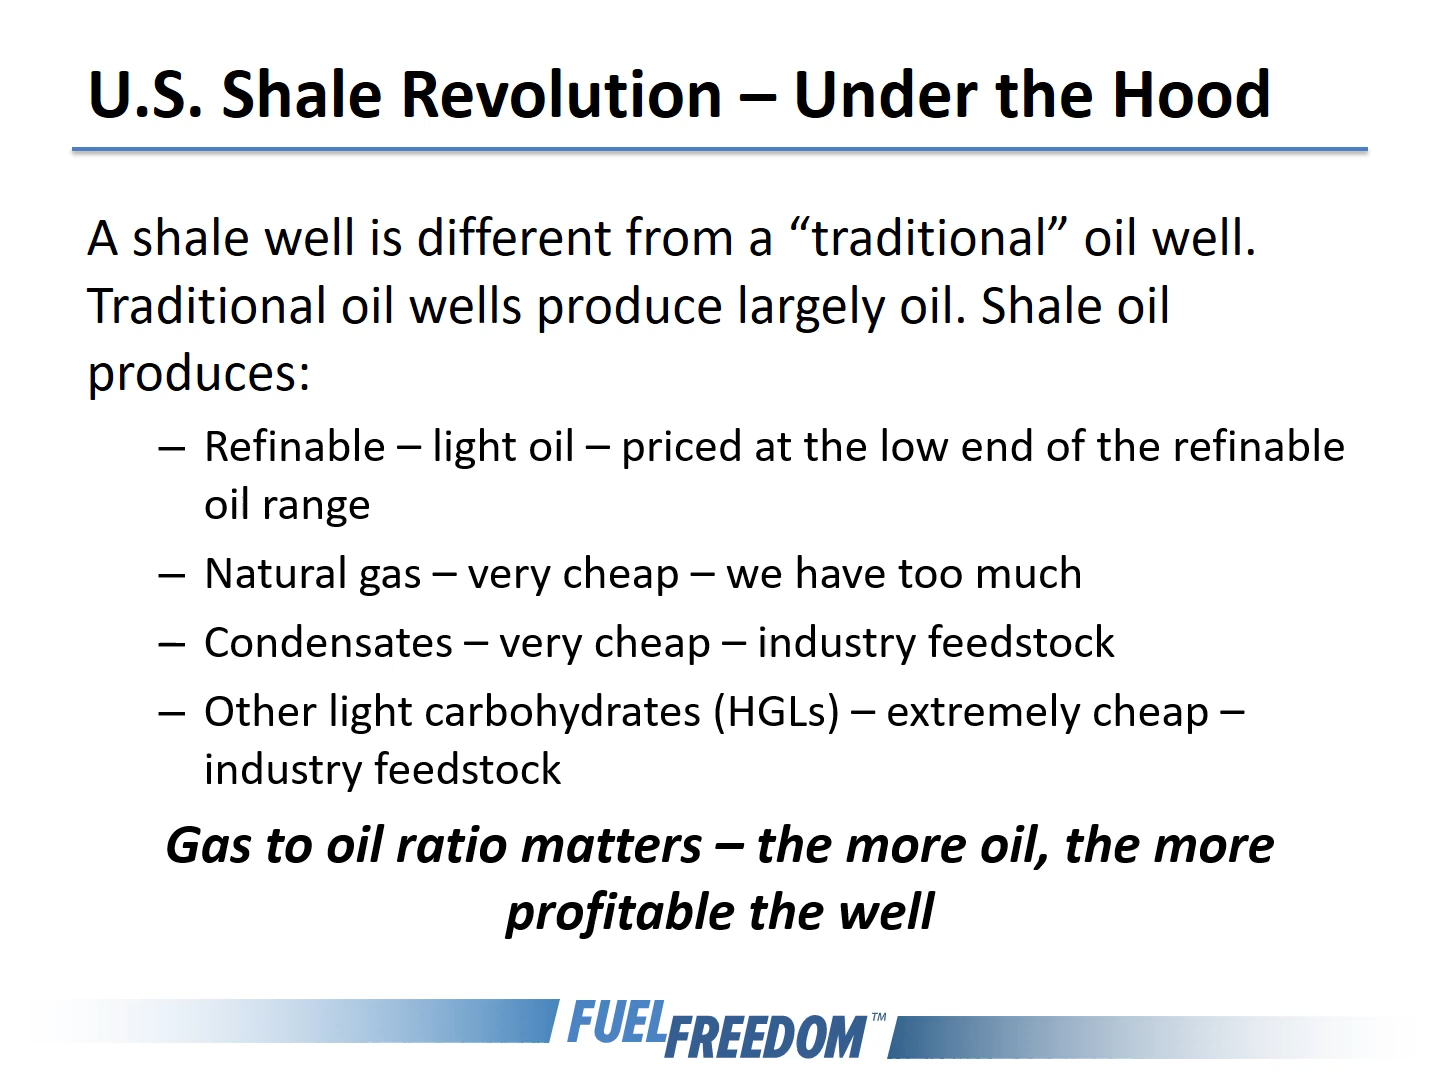 U.S. Shale Revolution – Under the Hood
A shale well is different from a “traditional” oil well.
Traditional oil wells produce largely oil. Shale oil
produces:
– Refinable – light oil – priced at the low end of the refinable
oil range
– Natural gas – very cheap – we have too much
– Condensates – very cheap – industry feedstock
– Other light carbohydrates (HGLs) – extremely cheap –
industry feedstock
Gas to oil ratio matters – the more oil, the more
profitable the well
FUEL FREEDOM™